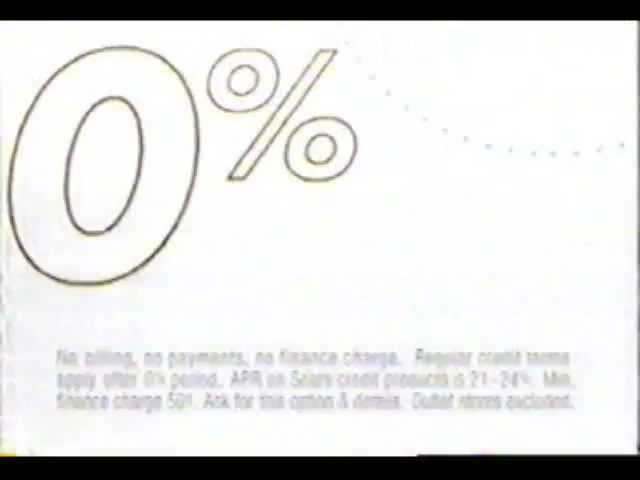 0%
No billing, no payments, no finance charge. Regular credit terms
apply after 0% period. APR on Sears credit products is 21-24%. Min.
finance charge 50¢. Ask for this option & details. Outlet stores excluded.